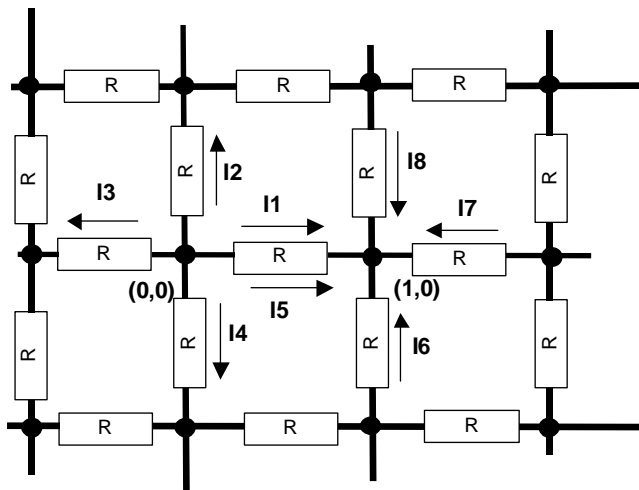 R R R
R R R R
I3 I2 I1 I8 I7
R R R
(0,0) (1,0)
I5
R R R R
I4 I6
R R R